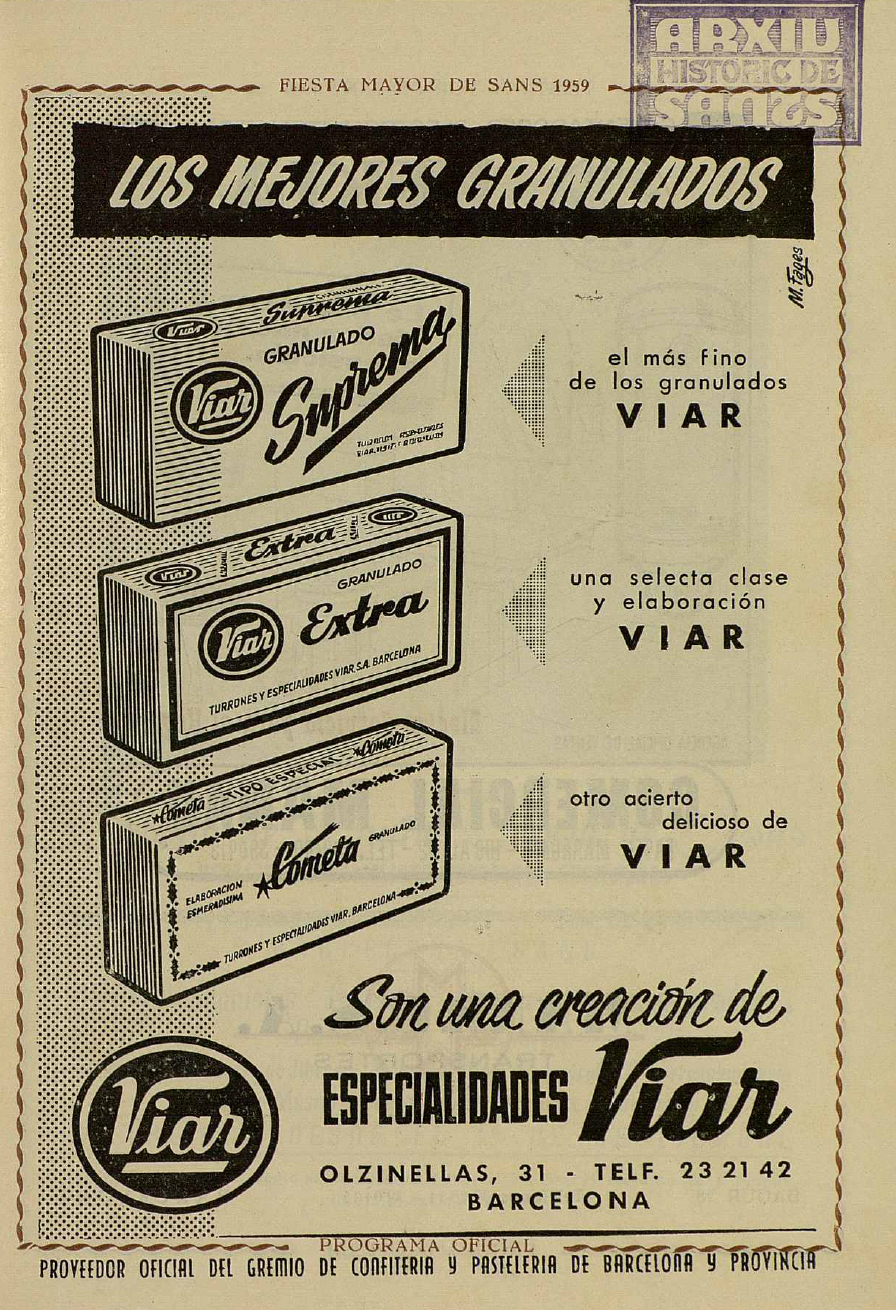 ARXIU
HISTÒRIC DE
SANTS
FIESTA MAYOR DE SANS 1959
LOS MEJORES GRANULADOS
M. Fages
Viar
Suprema
GRANULADO
Viar
Suprema
el más fino
de los granulados
VIAR
Viar
Extra
GRANULADO
Viar
Extra
TURRONES Y ESPECIALIDADES VIAR, S.A. BARCELONA
una selecta clase
y elaboración
VIAR
Cometa - TIPO ESPECIAL - Cometa
Cometa
GRANULADO
ELABORACION
ESMERADISIMA
TURRONES Y ESPECIALIDADES VIAR, BARCELONA
otro acierto
delicioso de
VIAR
Son una creación de
Viar
ESPECIALIDADES Viar
OLZINELLAS, 31 - TELF. 23 21 42
BARCELONA
PROGRAMA OFICIAL
PROVEEDOR OFICIAL DEL GREMIO DE CONFITERIA Y PASTELERIA DE BARCELONA Y PROVINCIA